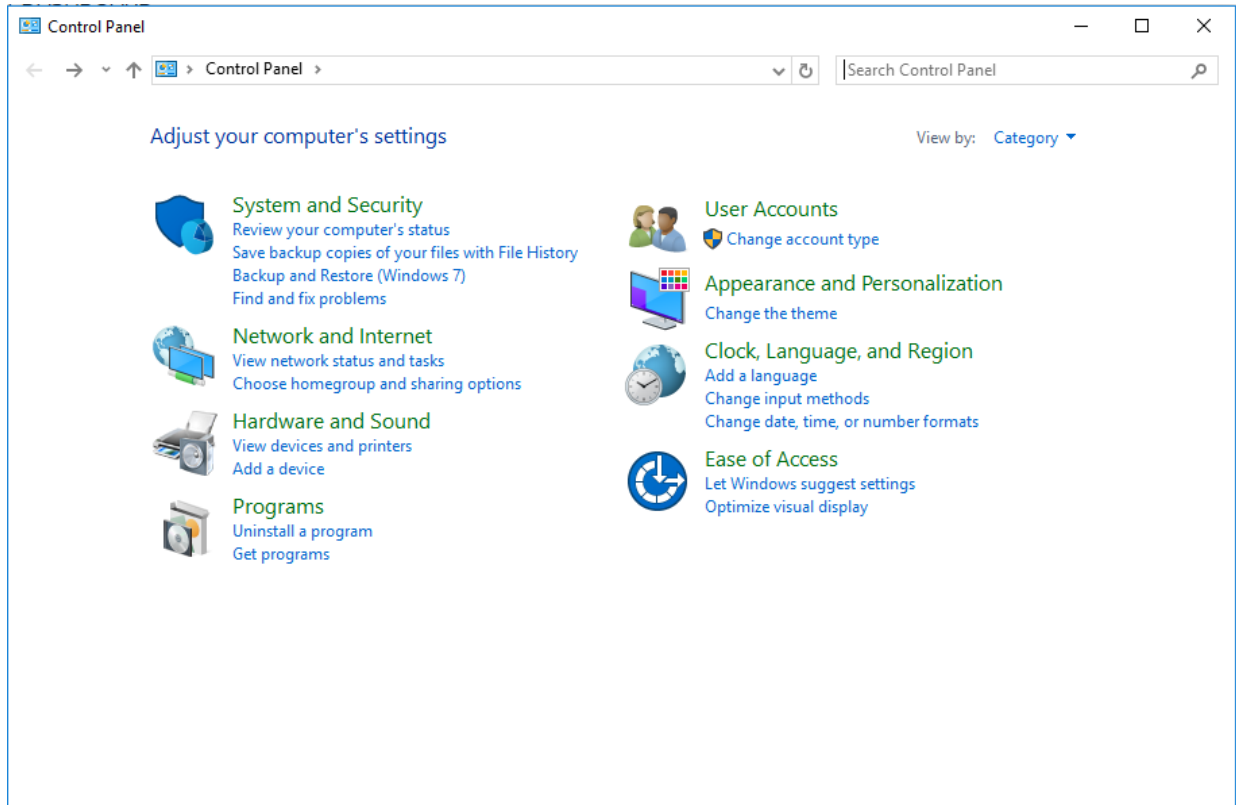 Control Panel
Control Panel
Search Control Panel
Adjust your computer's settings
View by: Category
System and Security
Review your computer's status
Save backup copies of your files with File History
Backup and Restore (Windows 7)
Find and fix problems
Network and Internet
View network status and tasks
Choose homegroup and sharing options
Hardware and Sound
View devices and printers
Add a device
Programs
Uninstall a program
Get programs
User Accounts
Change account type
Appearance and Personalization
Change the theme
Clock, Language, and Region
Add a language
Change input methods
Change date, time, or number formats
Ease of Access
Let Windows suggest settings
Optimize visual display